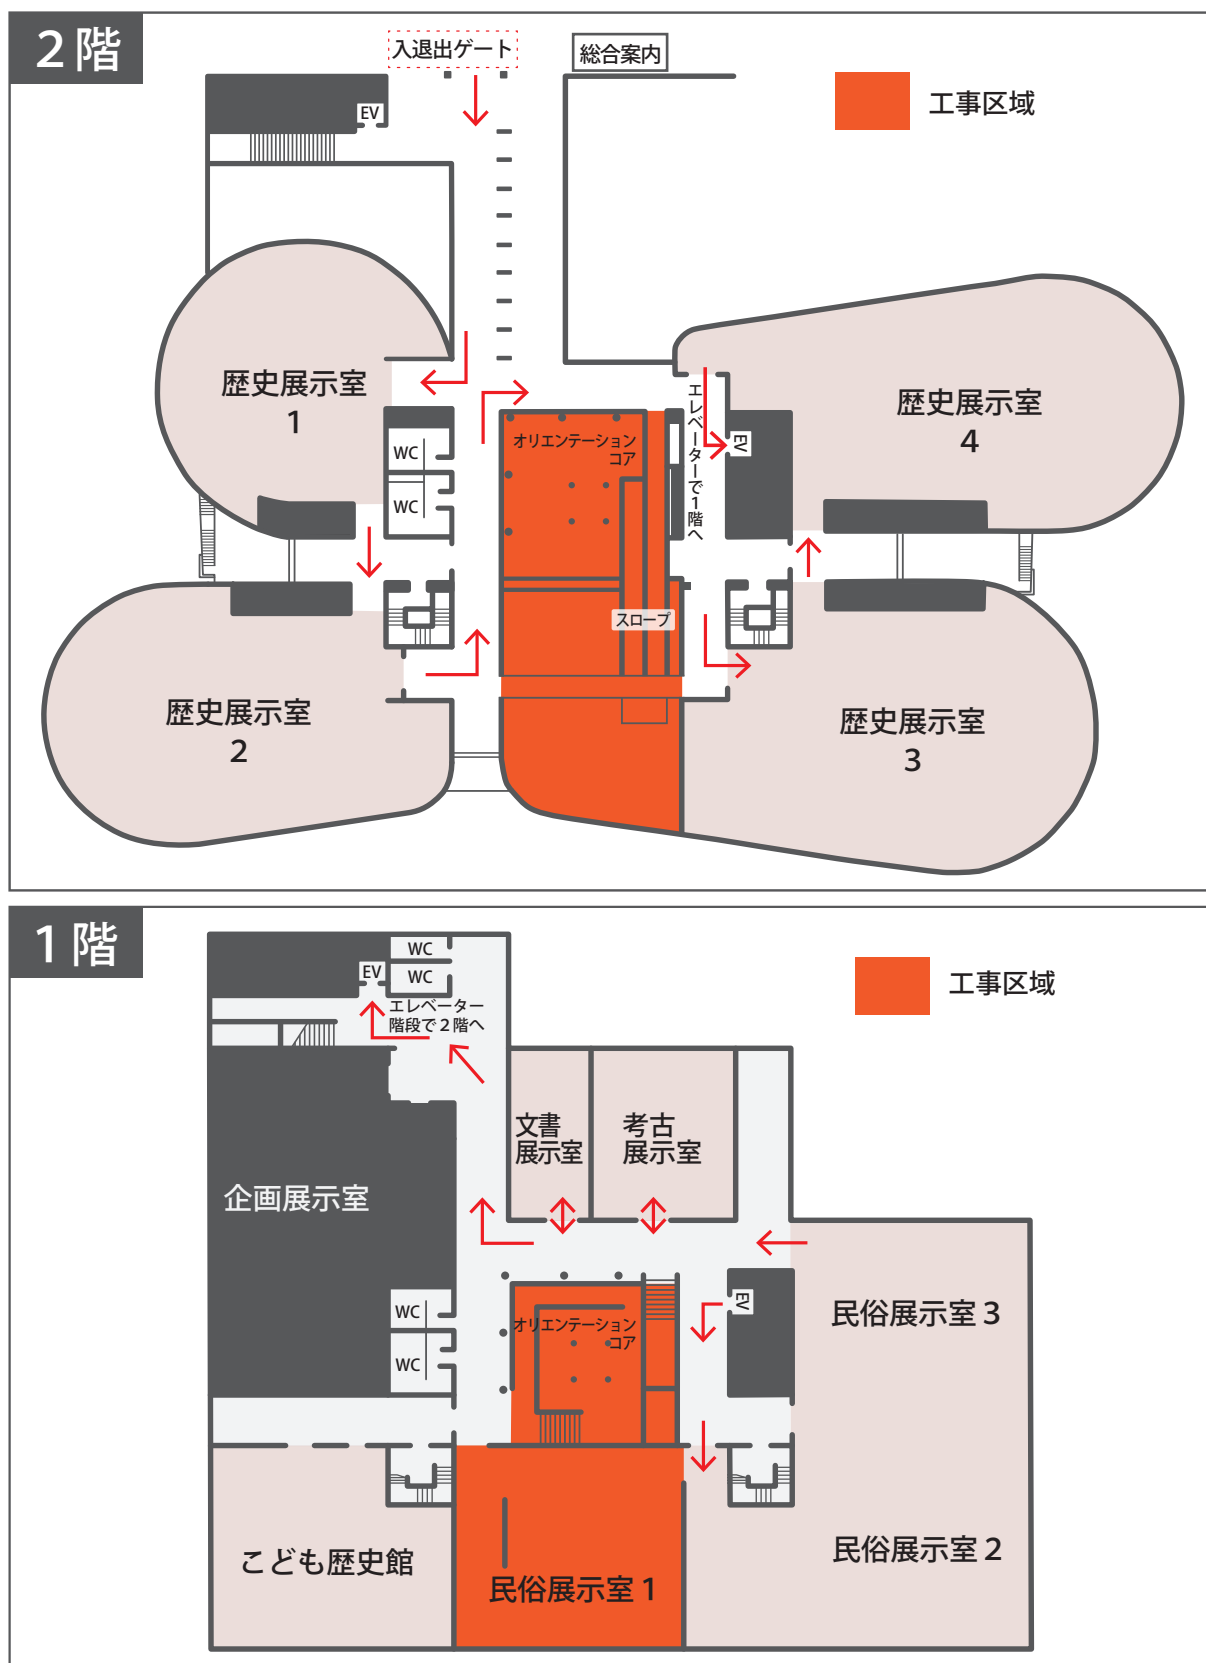 2階
入退出ゲート
総合案内
工事区域
EV
歴史展示室
1
歴史展示室
4
オリエンテーション
コア
WC
WC
エレベーターで1階へ
EV
スロープ
歴史展示室
2
歴史展示室
3
1階
工事区域
WC
WC
EV
エレベーター
階段で2階へ
文書
展示室
考古
展示室
企画展示室
EV
WC
WC
オリエンテーション
コア
民俗展示室3
こども歴史館
民俗展示室1
民俗展示室2